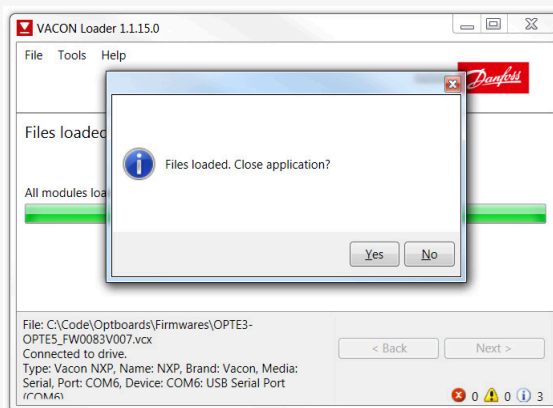 VACON Loader 1.1.15.0
File Tools Help
Danfoss
Files loaded
Files loaded. Close application?
All modules loa
Yes No
File: C:\Code\Optboards\Firmwares\OPTE3-
OPTE5_FW0083V007.vcx
Connected to drive.
Type: Vacon NXP, Name: NXP, Brand: Vacon, Media:
Serial, Port: COM6, Device: COM6: USB Serial Port
(COM6)
< Back Next >
0 0 3